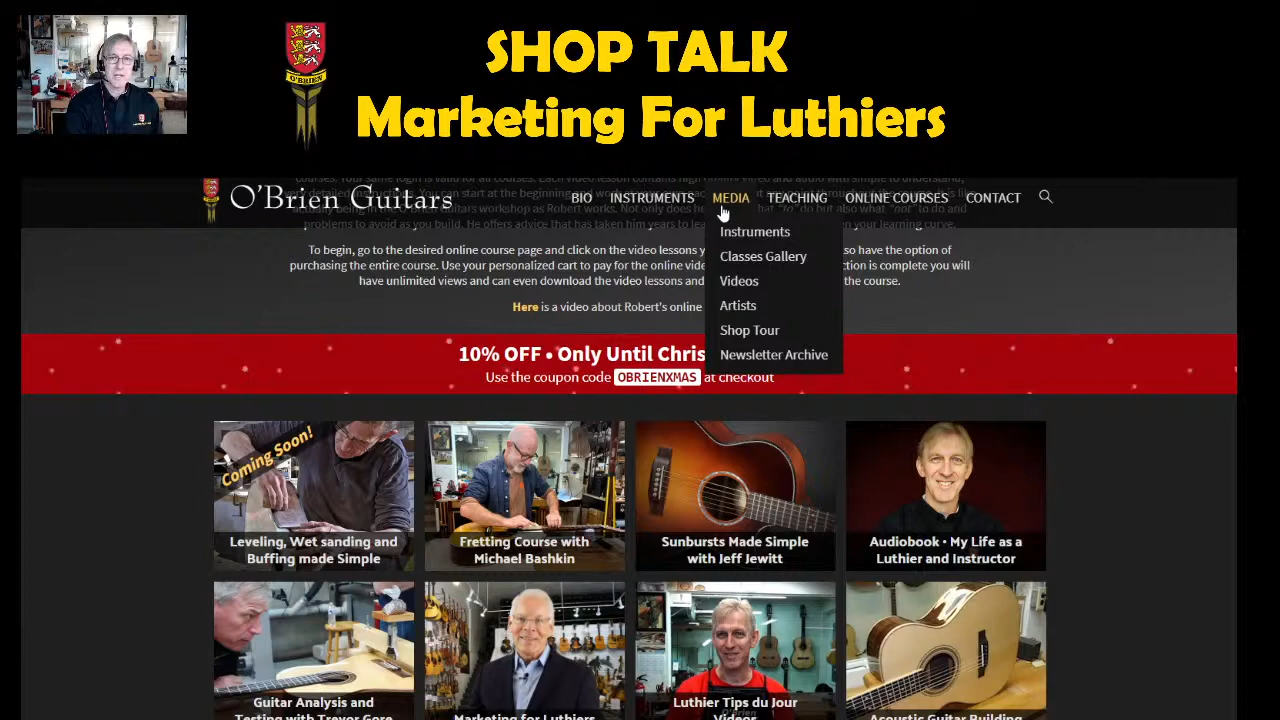 SHOP TALK
Marketing For Luthiers
O'BRIEN
O'Brien Guitars
BIO INSTRUMENTS MEDIA TEACHING ONLINE COURSES CONTACT
Instruments
Classes Gallery
Videos
Artists
Shop Tour
Newsletter Archive
To begin, go to the desired online course page and click on the video lessons
purchasing the entire course. Use your personalized cart to pay for the online
have unlimited views and can even download the video lessons and
so have the option of
ction is complete you will
the course.
Here is a video about Robert's online
10% OFF • Only Until Chris
Use the coupon code OBRIENXMAS at checkout
Coming Soon!
Leveling, Wet sanding and
Buffing made Simple
Fretting Course with
Michael Bashkin
Sunbursts Made Simple
with Jeff Jewitt
Audiobook • My Life as a
Luthier and Instructor
Guitar Analysis and
Testing with Trevor Gore
Marketing for Luthiers
Luthier Tips du Jour
Videos
Acoustic Guitar Building